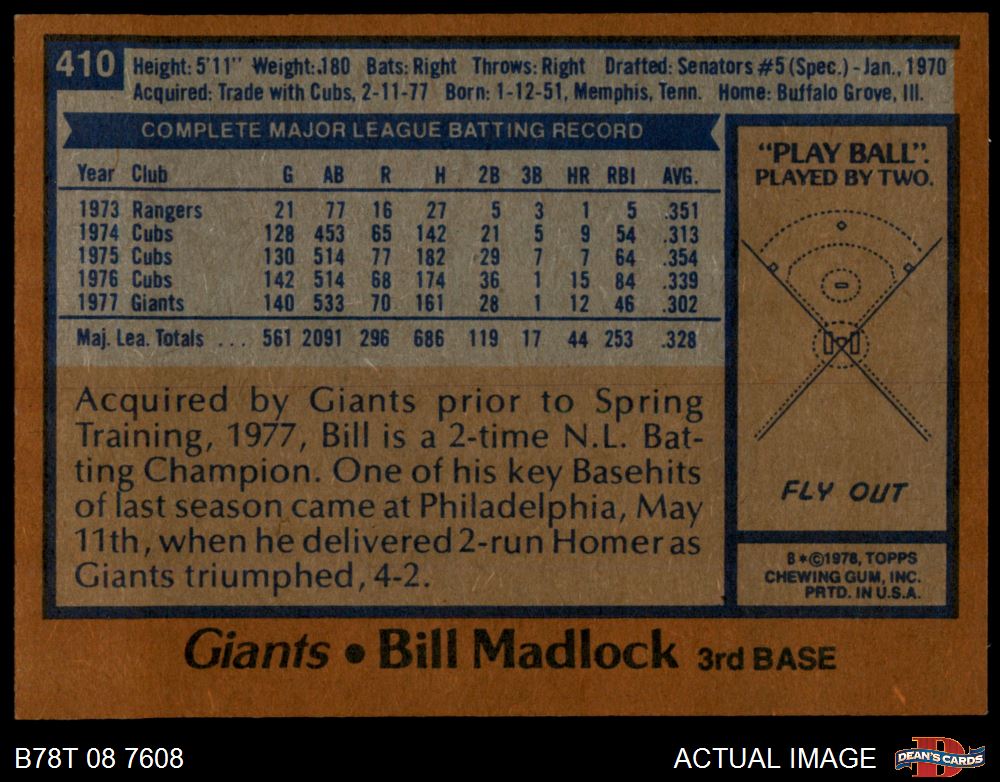 410
Height: 5'11" Weight: 180 Bats: Right Throws: Right Drafted: Senators #5 (Spec.) - Jan., 1970
Acquired: Trade with Cubs, 2-11-77 Born: 1-12-51, Memphis, Tenn. Home: Buffalo Grove, Ill.
COMPLETE MAJOR LEAGUE BATTING RECORD
Year Club G AB R H 2B 3B HR RBI AVG.
1973 Rangers 21 77 16 27 5 3 1 5 .351
1974 Cubs 128 453 65 142 21 5 9 54 .313
1975 Cubs 130 514 77 182 29 7 7 64 .354
1976 Cubs 142 514 68 174 36 1 15 84 .339
1977 Giants 140 533 70 161 28 1 12 46 .302
Maj. Lea. Totals ... 561 2091 296 686 119 17 44 253 .328
Acquired by Giants prior to Spring
Training, 1977, Bill is a 2-time N.L. Bat-
ting Champion. One of his key Basehits
of last season came at Philadelphia, May
11th, when he delivered 2-run Homer as
Giants triumphed, 4-2.
"PLAY BALL".
PLAYED BY TWO.
FLY OUT
B*©1978, TOPPS
CHEWING GUM, INC.
PRTD. IN U.S.A.
Giants • Bill Madlock 3rd BASE
B78T 08 7608
ACTUAL IMAGE
D
DEAN'S CARDS